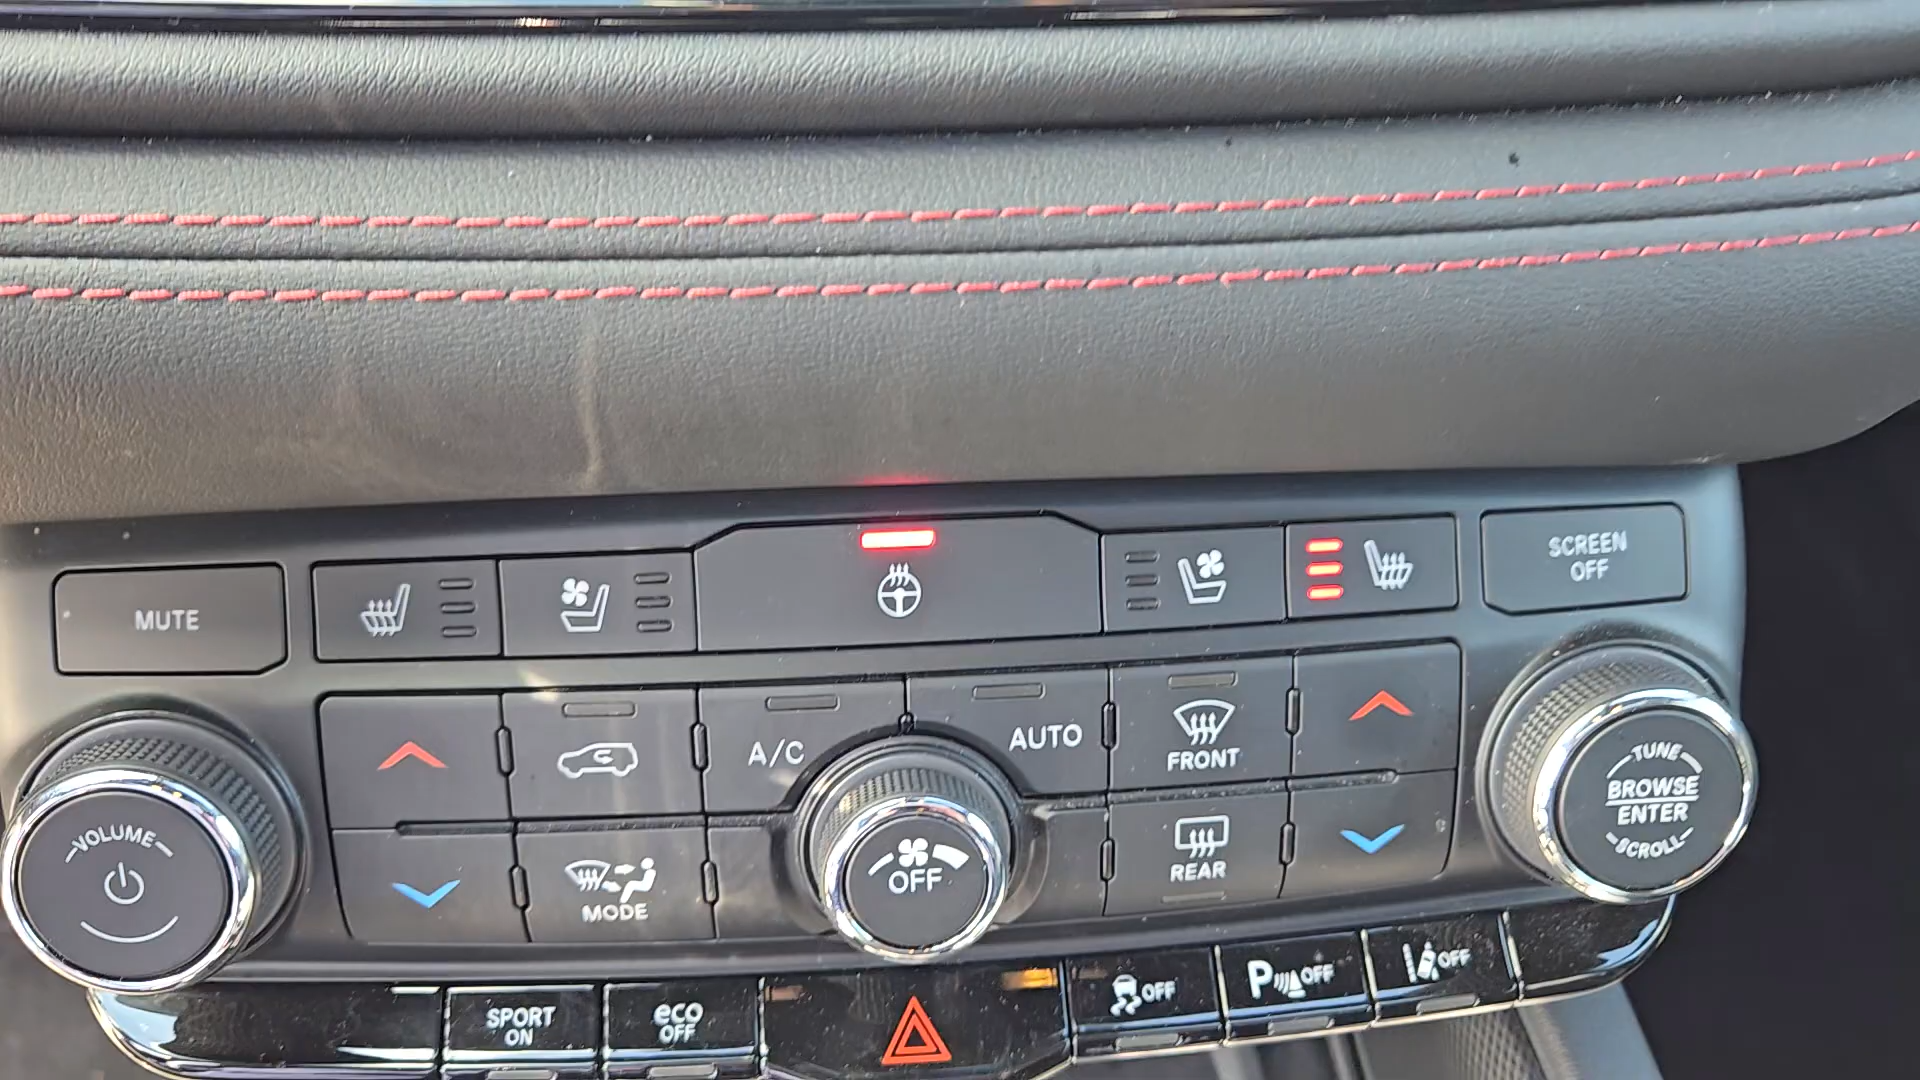 MUTE
SCREEN
OFF
A/C
AUTO
FRONT
VOLUME
MODE
OFF
REAR
TUNE
BROWSE
ENTER
SCROLL
SPORT
ON
eco
OFF
OFF
P OFF
OFF